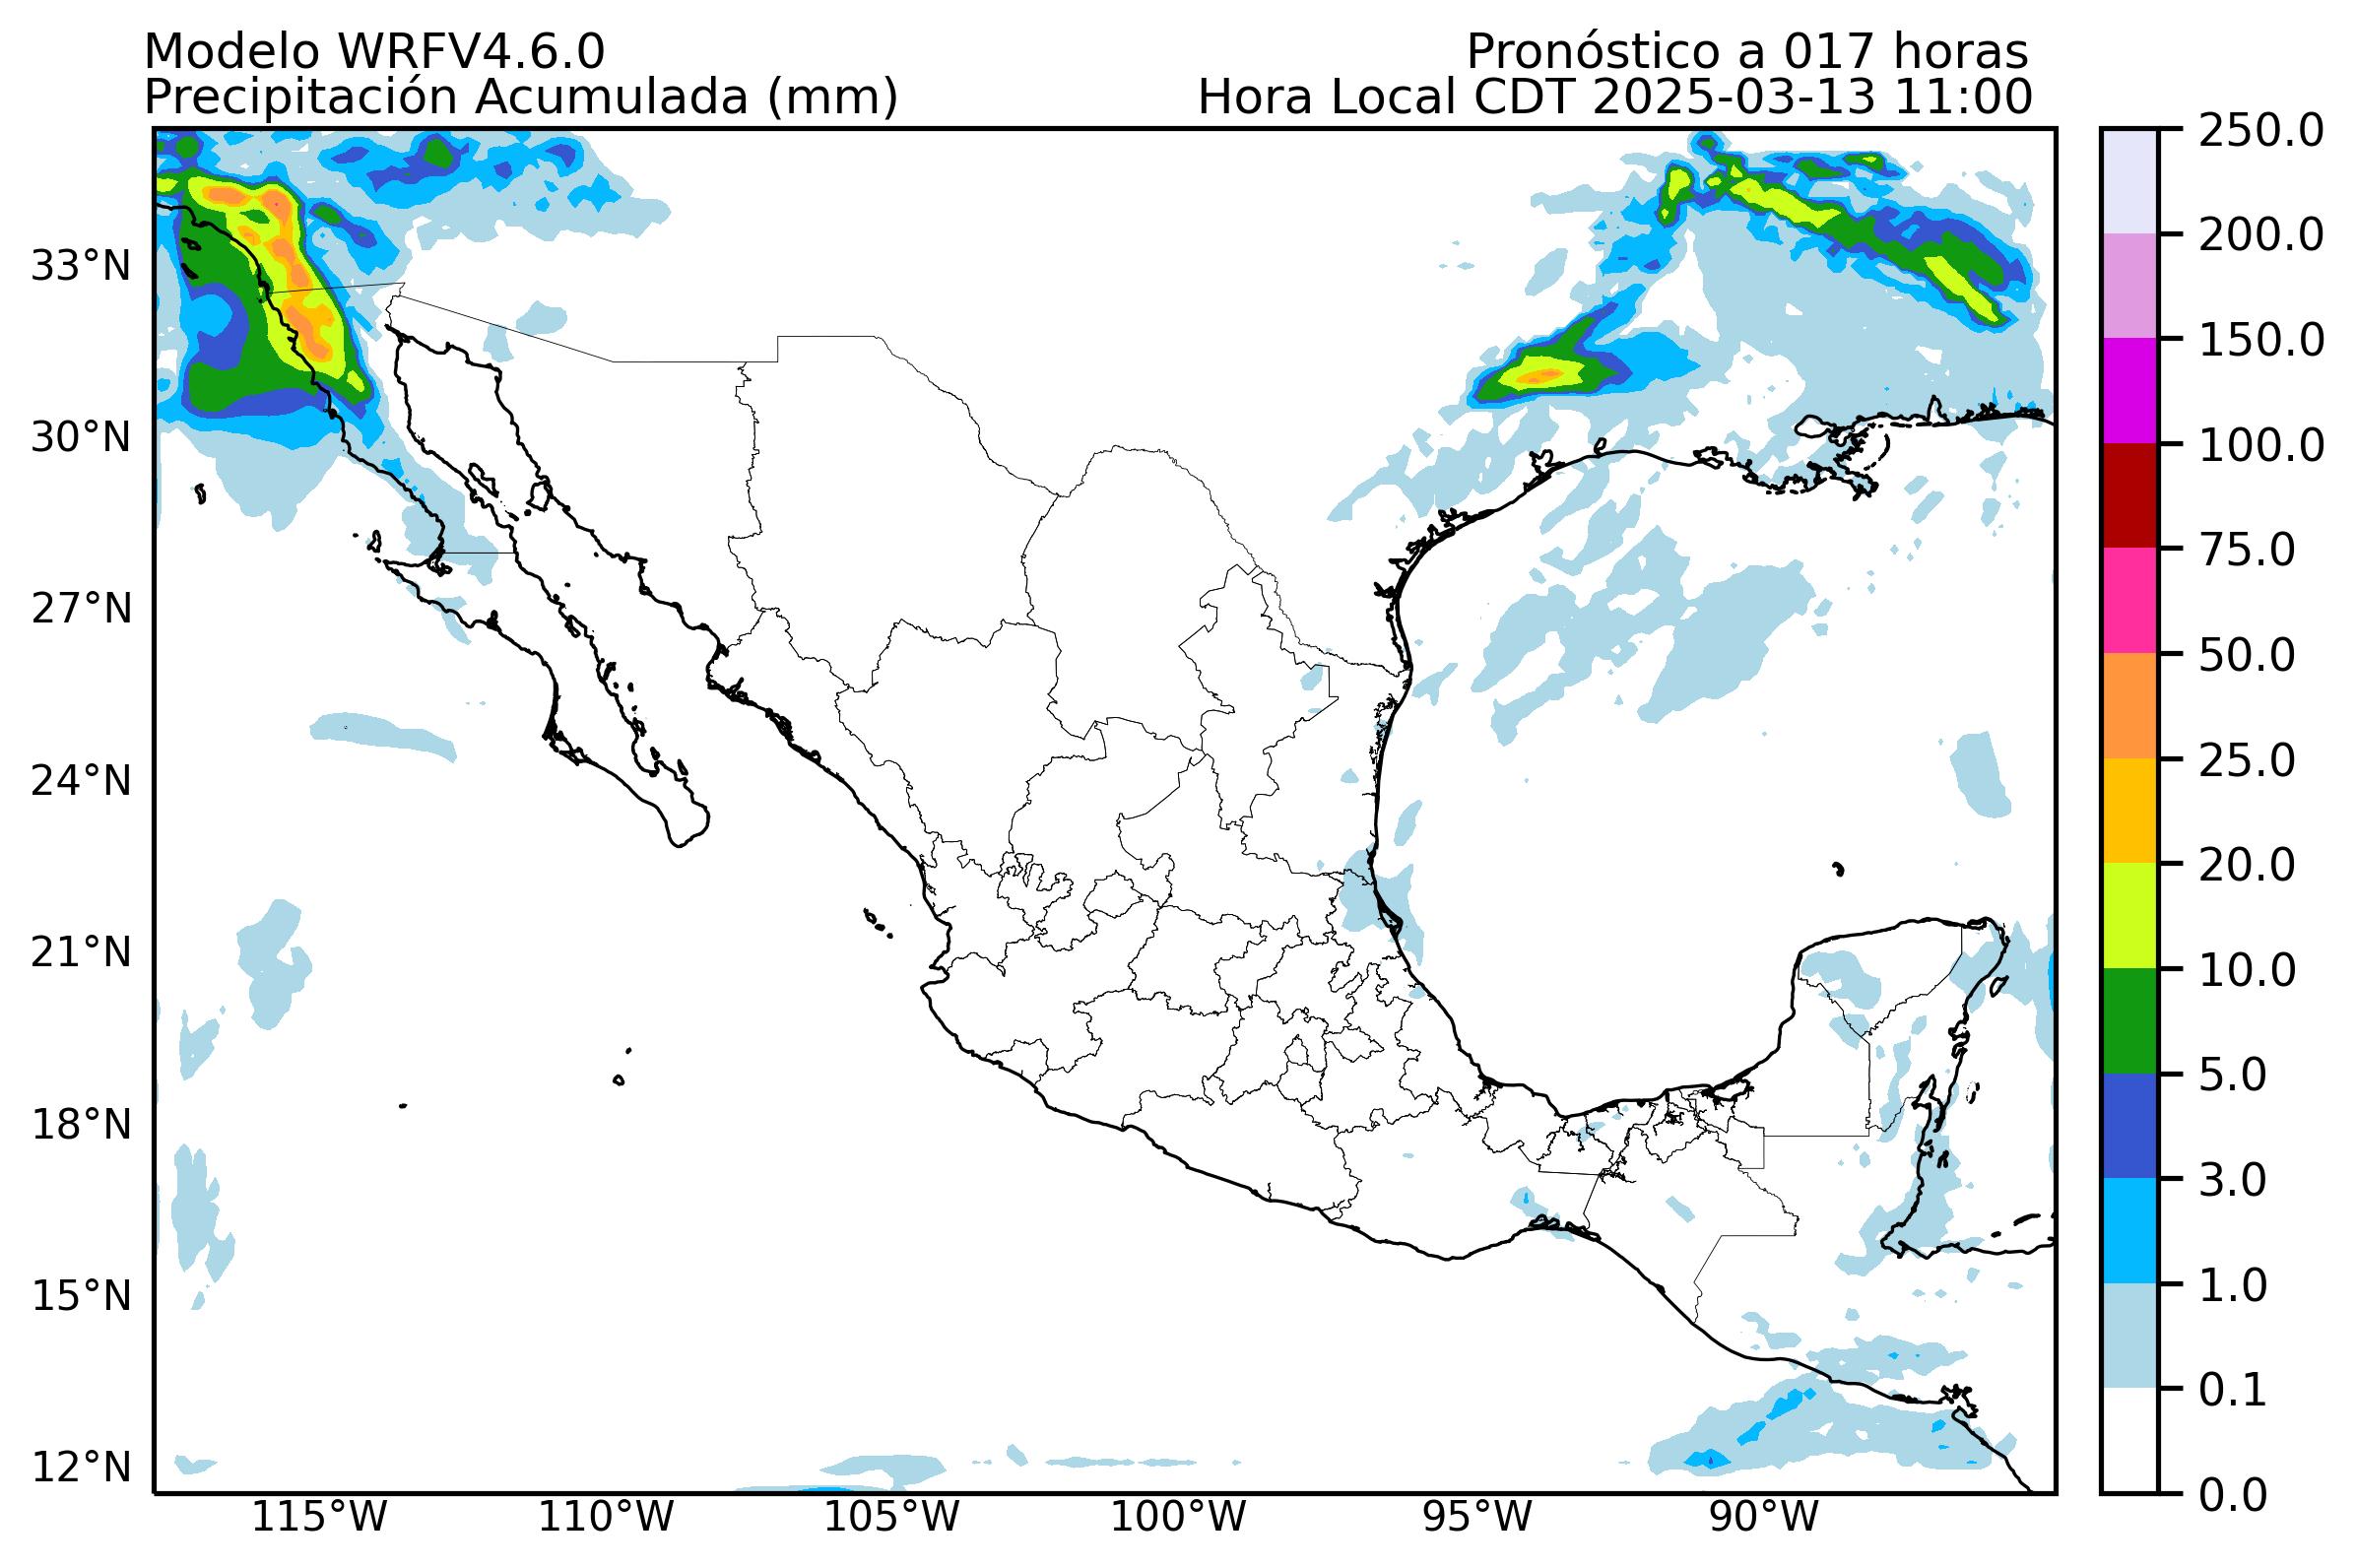 Modelo WRFV4.6.0
Pronóstico a 017 horas
Precipitación Acumulada (mm)
Hora Local CDT 2025-03-13 11:00
33°N
30°N
27°N
24°N
21°N
18°N
15°N
12°N
115°W
110°W
105°W
100°W
95°W
90°W
250.0
200.0
150.0
100.0
75.0
50.0
25.0
20.0
10.0
5.0
3.0
1.0
0.1
0.0